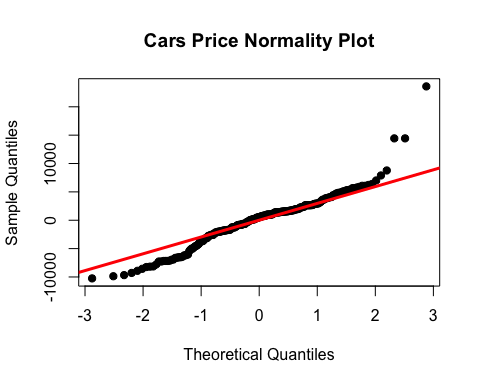 Cars Price Normality Plot
Sample Quantiles
10000
0
-10000
-3 -2 -1 0 1 2 3
Theoretical Quantiles